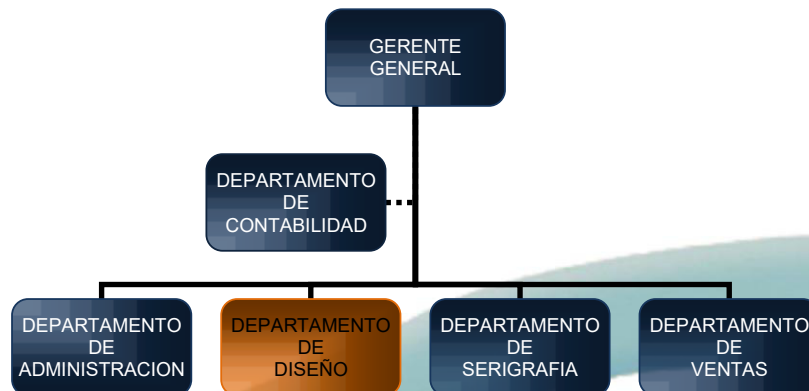 GERENTE
GENERAL
DEPARTAMENTO
DE
CONTABILIDAD
DEPARTAMENTO
DE
ADMINISTRACION
DEPARTAMENTO
DE
DISEÑO
DEPARTAMENTO
DE
SERIGRAFIA
DEPARTAMENTO
DE
VENTAS